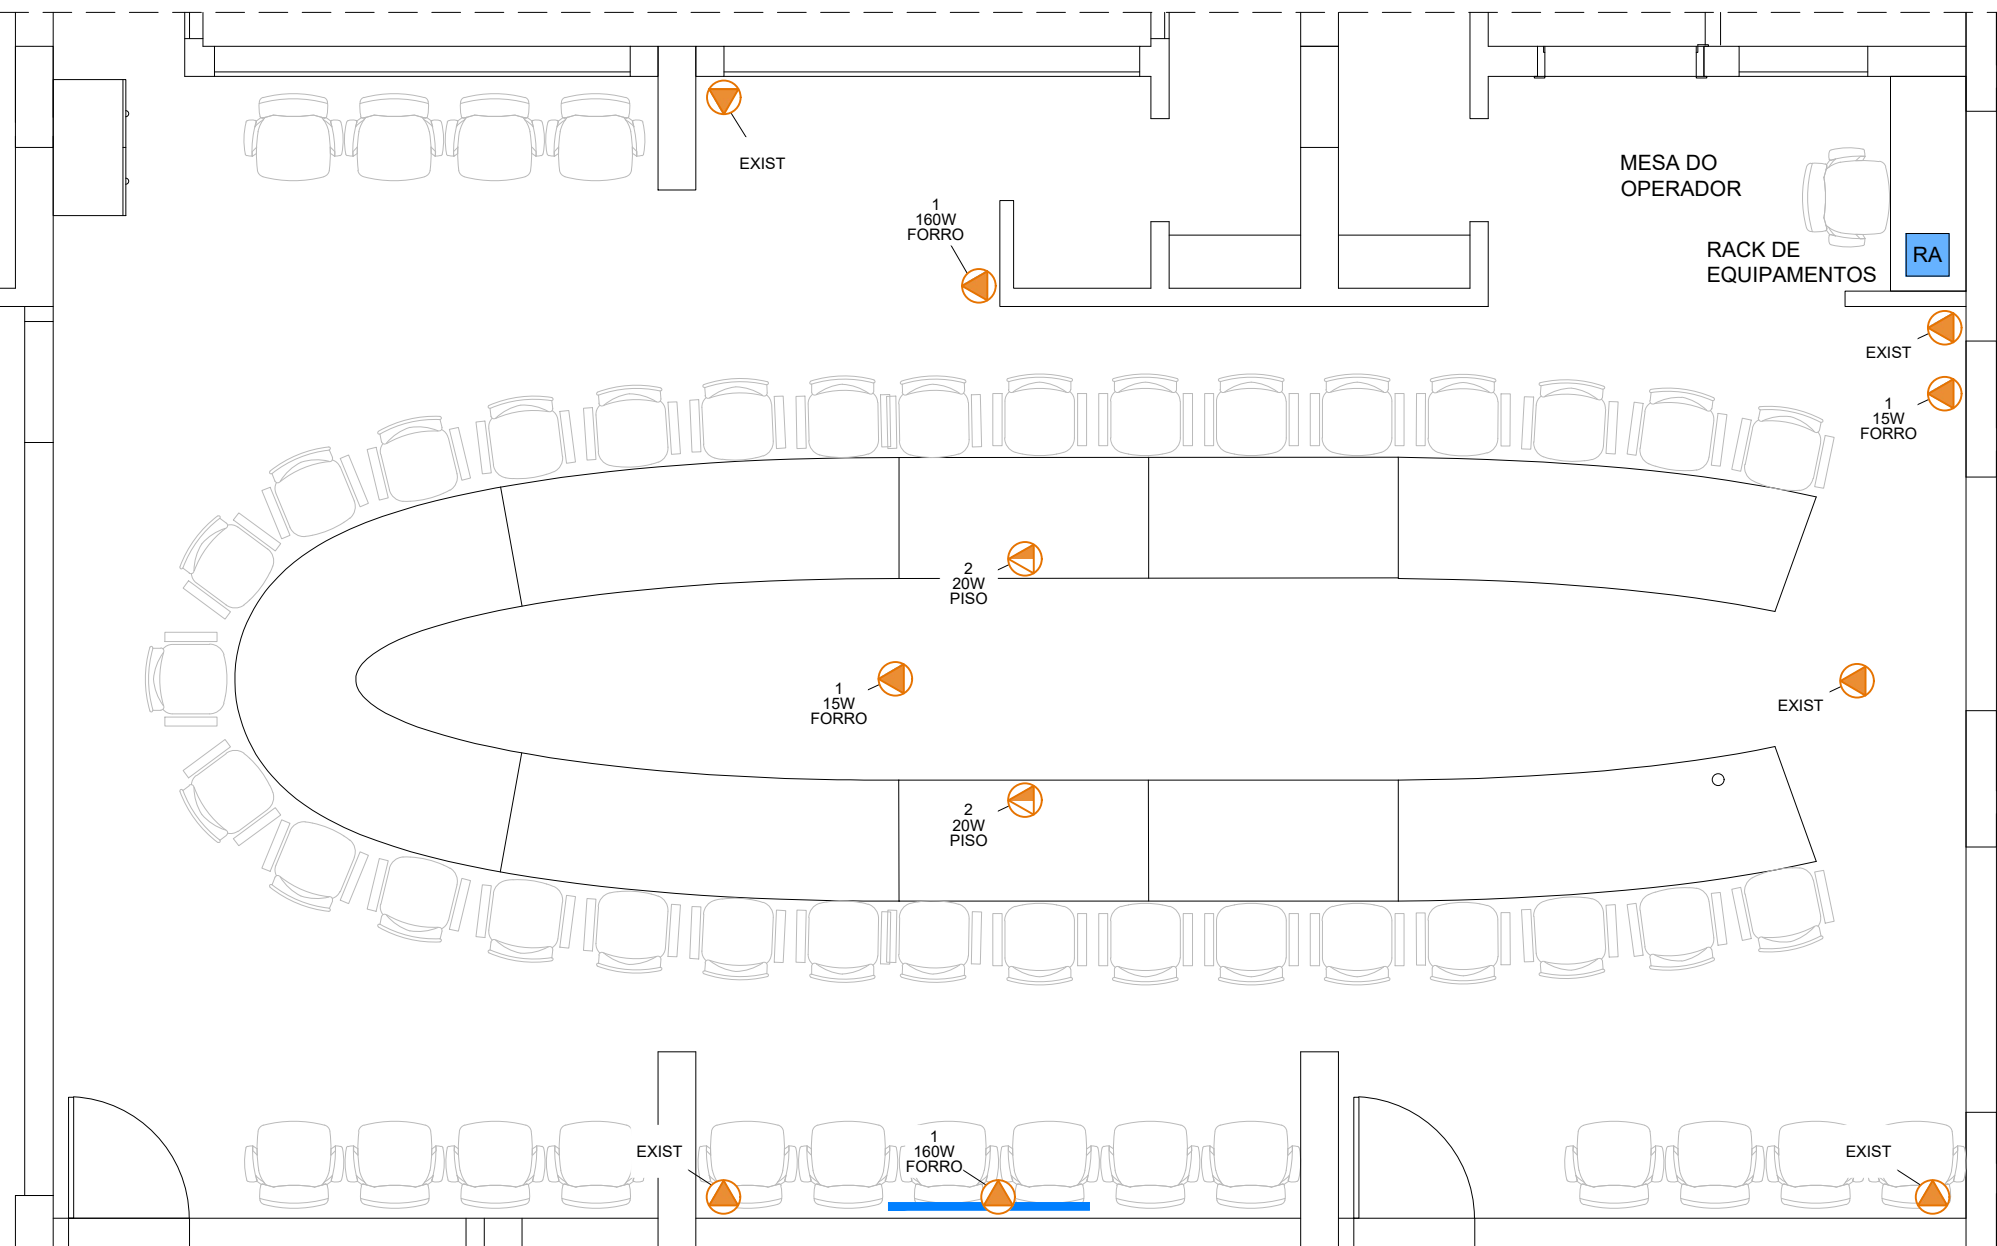 EXIST
MESA DO
OPERADOR
1
160W
FORRO
RACK DE
EQUIPAMENTOS
RA
EXIST
1
15W
FORRO
2
20W
PISO
1
15W
FORRO
EXIST
2
20W
PISO
EXIST
1
160W
FORRO
EXIST